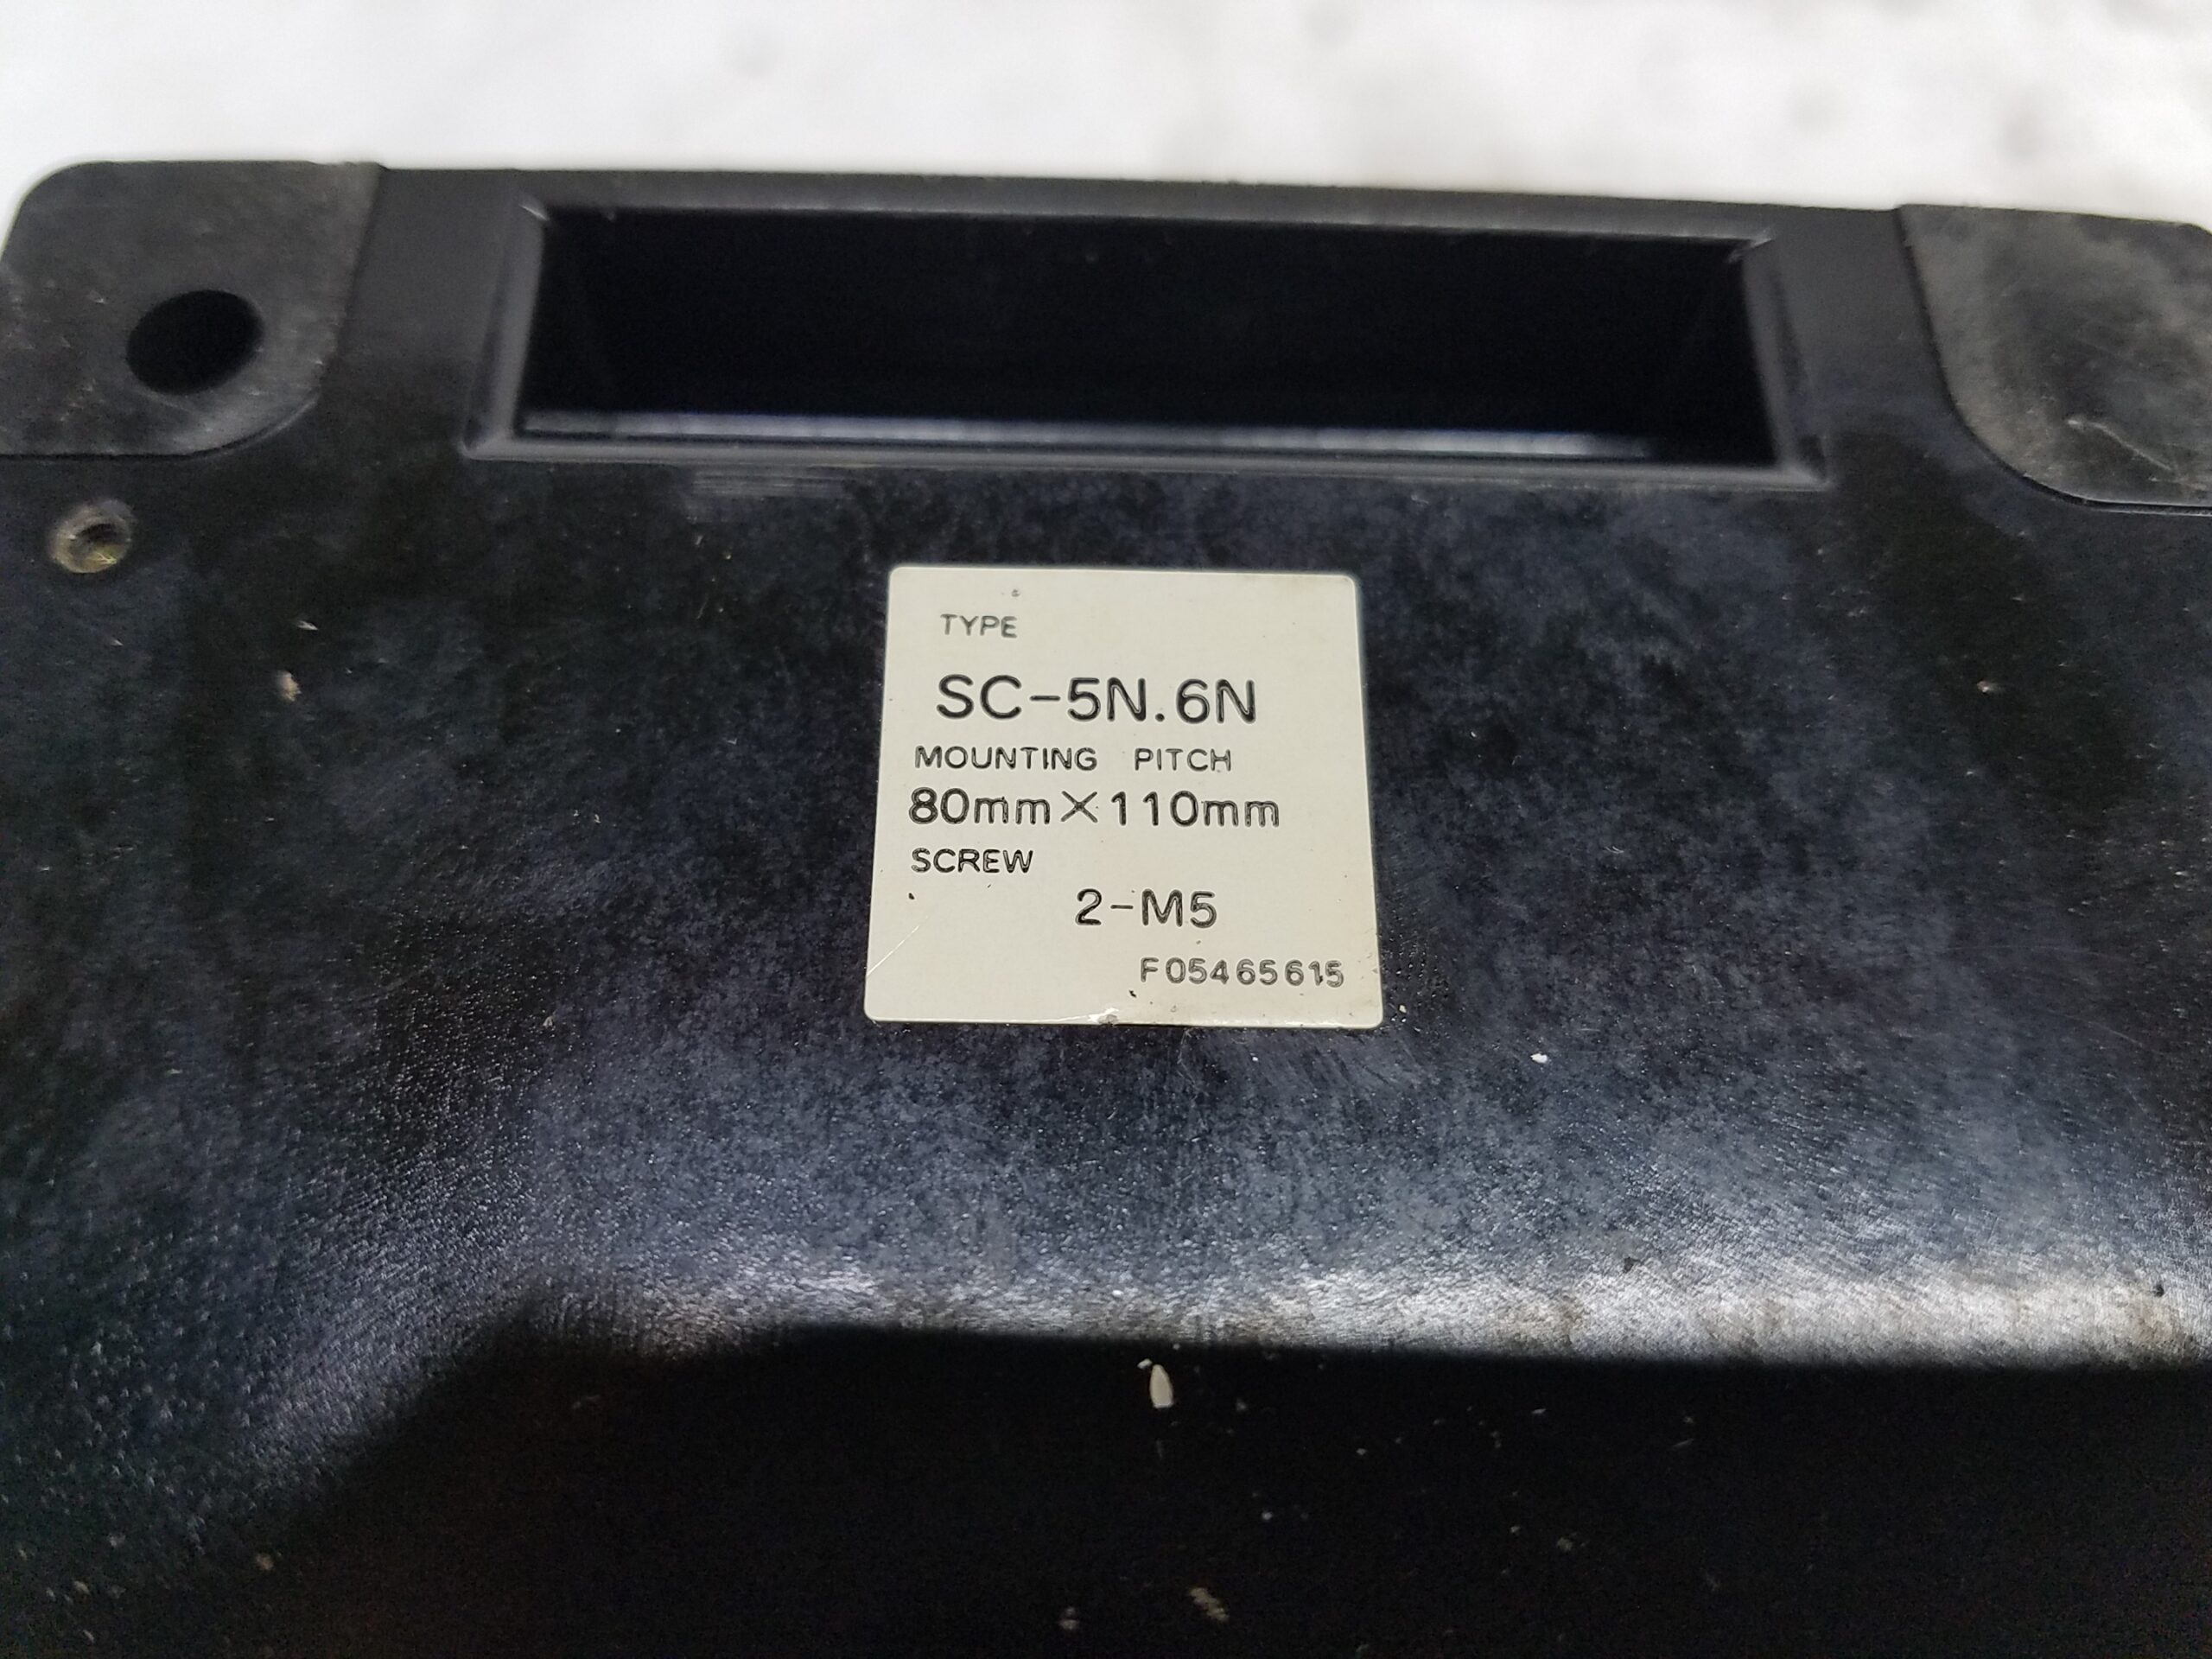 TYPE
SC-5N.6N
MOUNTING PITCH
80mm×110mm
SCREW
2-M5
F05465615